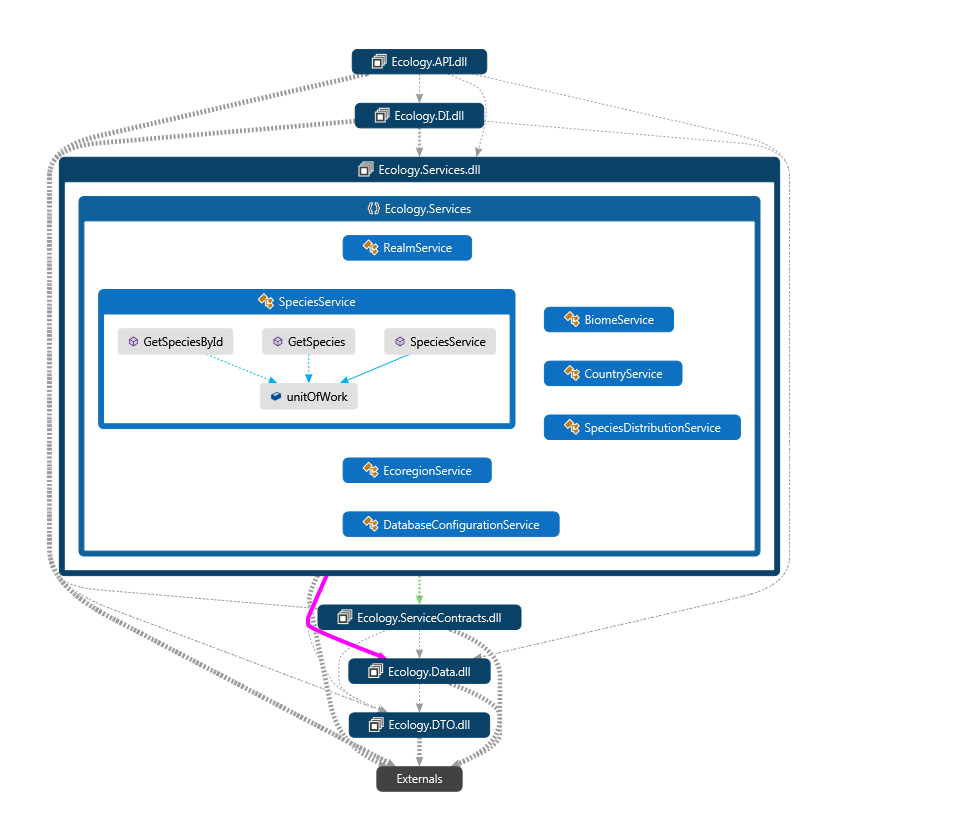 Ecology.API.dll
Ecology.DI.dll
Ecology.Services.dll
Ecology.Services
RealmService
SpeciesService
GetSpeciesById
GetSpecies
SpeciesService
unitOfWork
BiomeService
CountryService
SpeciesDistributionService
EcoregionService
DatabaseConfigurationService
Ecology.ServiceContracts.dll
Ecology.Data.dll
Ecology.DTO.dll
Externals